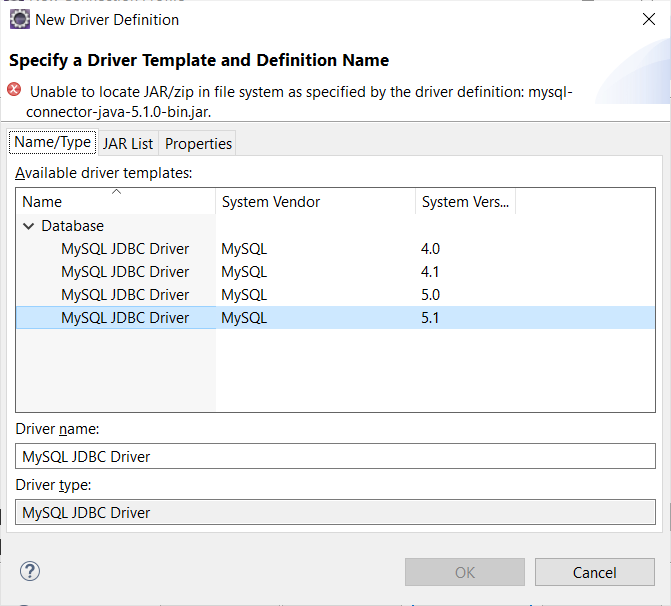 New Driver Definition
Specify a Driver Template and Definition Name
Unable to locate JAR/zip in file system as specified by the driver definition: mysql-
connector-java-5.1.0-bin.jar.
Name/Type JAR List Properties
Available driver templates:
Name System Vendor System Vers...
Database
MySQL JDBC Driver MySQL 4.0
MySQL JDBC Driver MySQL 4.1
MySQL JDBC Driver MySQL 5.0
MySQL JDBC Driver MySQL 5.1
Driver name:
MySQL JDBC Driver
Driver type:
MySQL JDBC Driver
OK Cancel